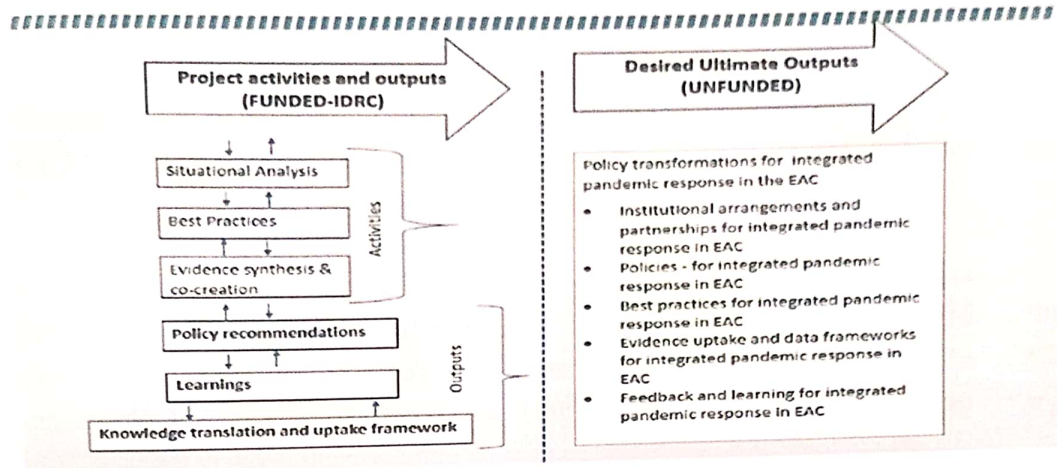 Project activities and outputs
(FUNDED-IDRC)
Situational Analysis
Best Practices
Evidence synthesis &
co-creation
Activities
Policy recommendations
Learnings
Knowledge translation and uptake framework
Outputs
Desired Ultimate Outputs
(UNFUNDED)
Policy transformations for integrated
pandemic response in the EAC
• Institutional arrangements and
partnerships for integrated pandemic
response in EAC
• Policies - for integrated pandemic
response in EAC
• Best practices for integrated pandemic
response in EAC
• Evidence uptake and data frameworks
for integrated pandemic response in
EAC
• Feedback and learning for integrated
pandemic response in EAC